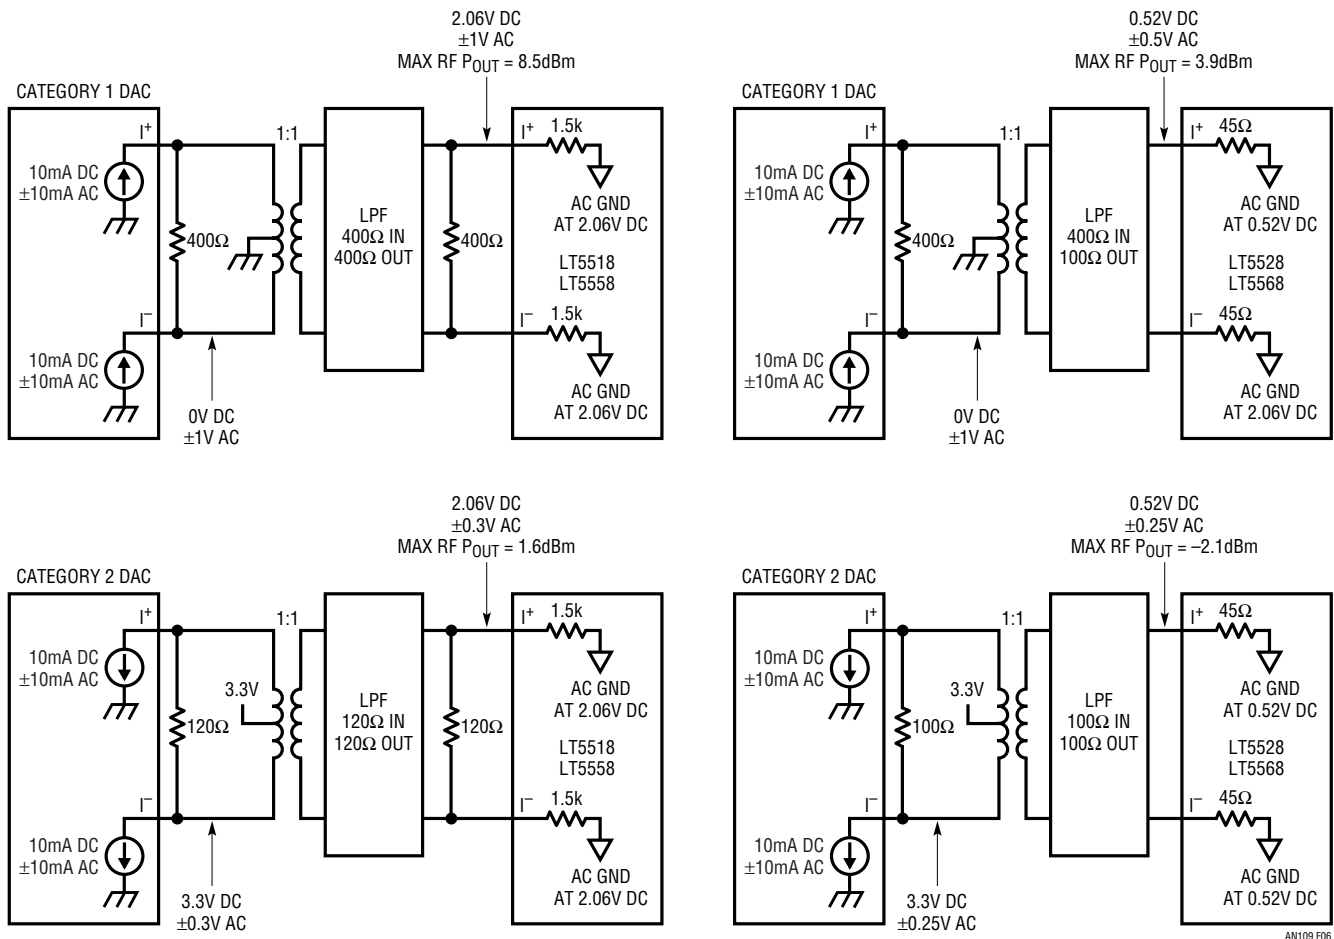 2.06V DC
±1V AC
MAX RF POUT = 8.5dBm
CATEGORY 1 DAC
I+
1:1
I+
1.5k
10mA DC
±10mA AC
AC GND
AT 2.06V DC
400Ω
LPF
400Ω IN
400Ω OUT
400Ω
LT5518
LT5558
I−
I−
1.5k
10mA DC
±10mA AC
AC GND
AT 2.06V DC
0V DC
±1V AC
0.52V DC
±0.5V AC
MAX RF POUT = 3.9dBm
CATEGORY 1 DAC
I+
1:1
I+
45Ω
10mA DC
±10mA AC
AC GND
AT 0.52V DC
400Ω
LPF
400Ω IN
100Ω OUT
LT5528
LT5568
I−
I−
45Ω
10mA DC
±10mA AC
AC GND
AT 2.06V DC
0V DC
±1V AC
2.06V DC
±0.3V AC
MAX RF POUT = 1.6dBm
CATEGORY 2 DAC
I+
1:1
I+
1.5k
10mA DC
±10mA AC
3.3V
AC GND
AT 2.06V DC
120Ω
LPF
120Ω IN
120Ω OUT
120Ω
LT5518
LT5558
I−
I−
1.5k
10mA DC
±10mA AC
AC GND
AT 2.06V DC
3.3V DC
±0.3V AC
0.52V DC
±0.25V AC
MAX RF POUT = −2.1dBm
CATEGORY 2 DAC
I+
1:1
I+
45Ω
10mA DC
±10mA AC
3.3V
AC GND
AT 0.52V DC
100Ω
LPF
100Ω IN
100Ω OUT
LT5528
LT5568
I−
I−
45Ω
10mA DC
±10mA AC
AC GND
AT 0.52V DC
3.3V DC
±0.25V AC
AN109 F06